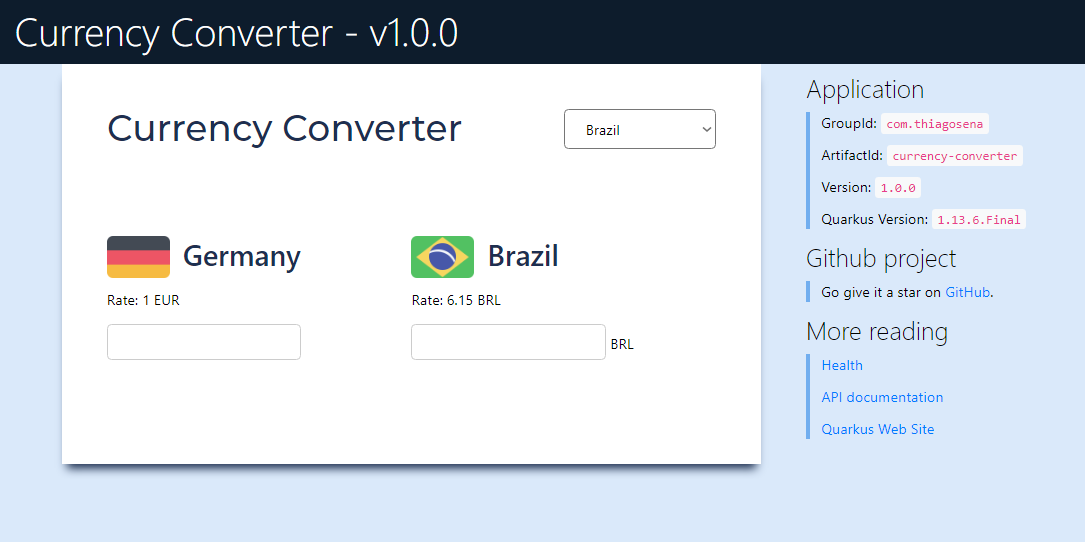 Currency Converter - v1.0.0
Currency Converter
Brazil
Germany
Rate: 1 EUR
Brazil
Rate: 6.15 BRL
BRL
Application
GroupId: com.thiagosena
ArtifactId: currency-converter
Version: 1.0.0
Quarkus Version: 1.13.6.Final
Github project
Go give it a star on GitHub.
More reading
Health
API documentation
Quarkus Web Site